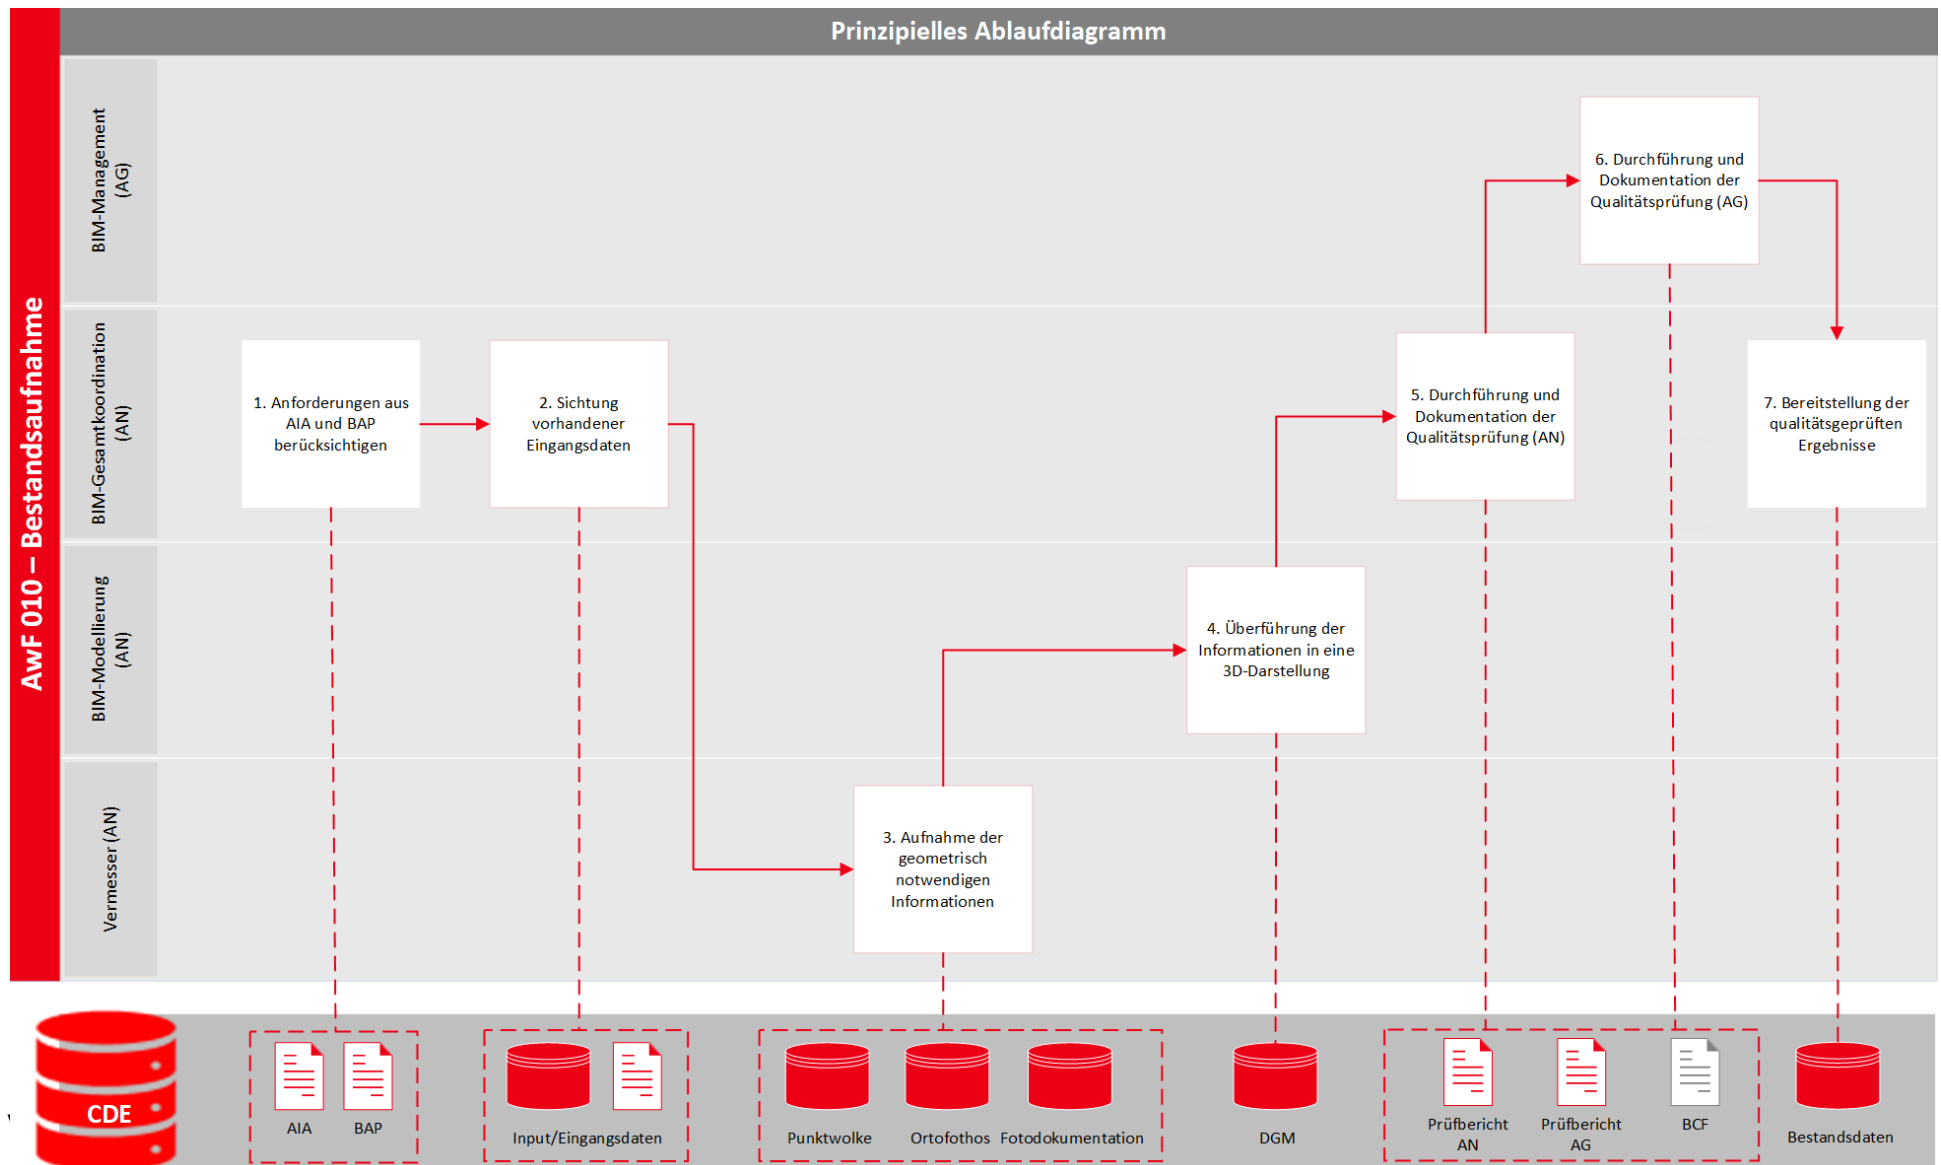 Prinzipielles Ablaufdiagramm
AwF 010 – Bestandsaufnahme
BIM-Management
(AG)
6. Durchführung und
Dokumentation der
Qualitätsprüfung (AG)
BIM-Gesamtkoordination
(AN)
1. Anforderungen aus
AIA und BAP
berücksichtigen
2. Sichtung
vorhandener
Eingangsdaten
5. Durchführung und
Dokumentation der
Qualitätsprüfung (AN)
7. Bereitstellung der
qualitätsgeprüften
Ergebnisse
BIM-Modellierung
(AN)
4. Überführung der
Informationen in eine
3D-Darstellung
Vermesser (AN)
3. Aufnahme der
geometrisch
notwendigen
Informationen
CDE
AIA
BAP
Input/Eingangsdaten
Punktwolke
Ortofothos
Fotodokumentation
DGM
Prüfbericht
AN
Prüfbericht
AG
BCF
Bestandsdaten